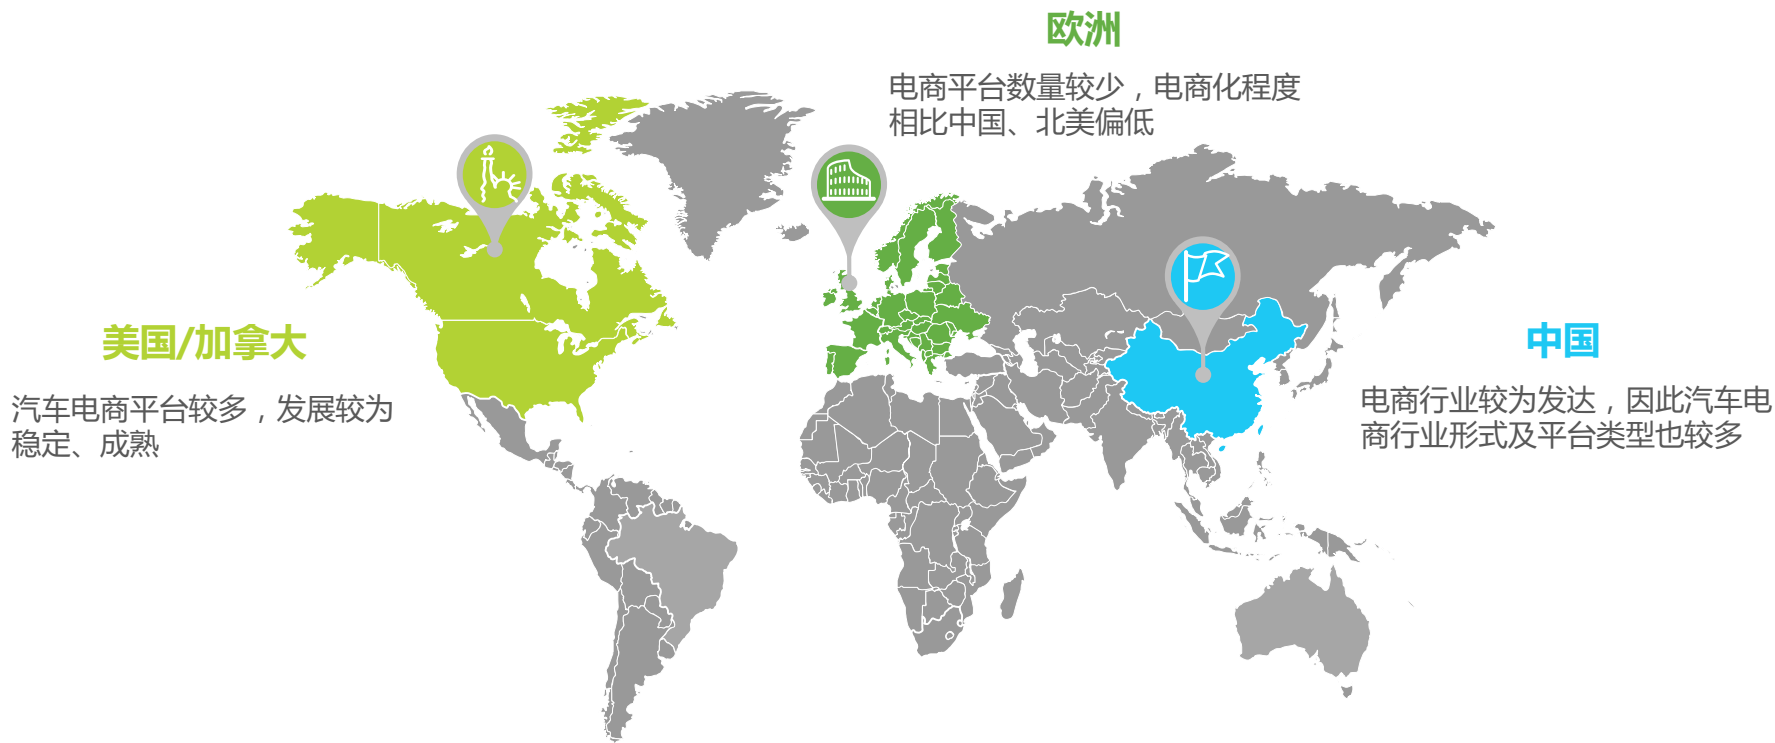 欧洲
电商平台数量较少，电商化程度
相比中国、北美偏低
美国/加拿大
汽车电商平台较多，发展较为
稳定、成熟
中国
电商行业较为发达，因此汽车电
商行业形式及平台类型也较多